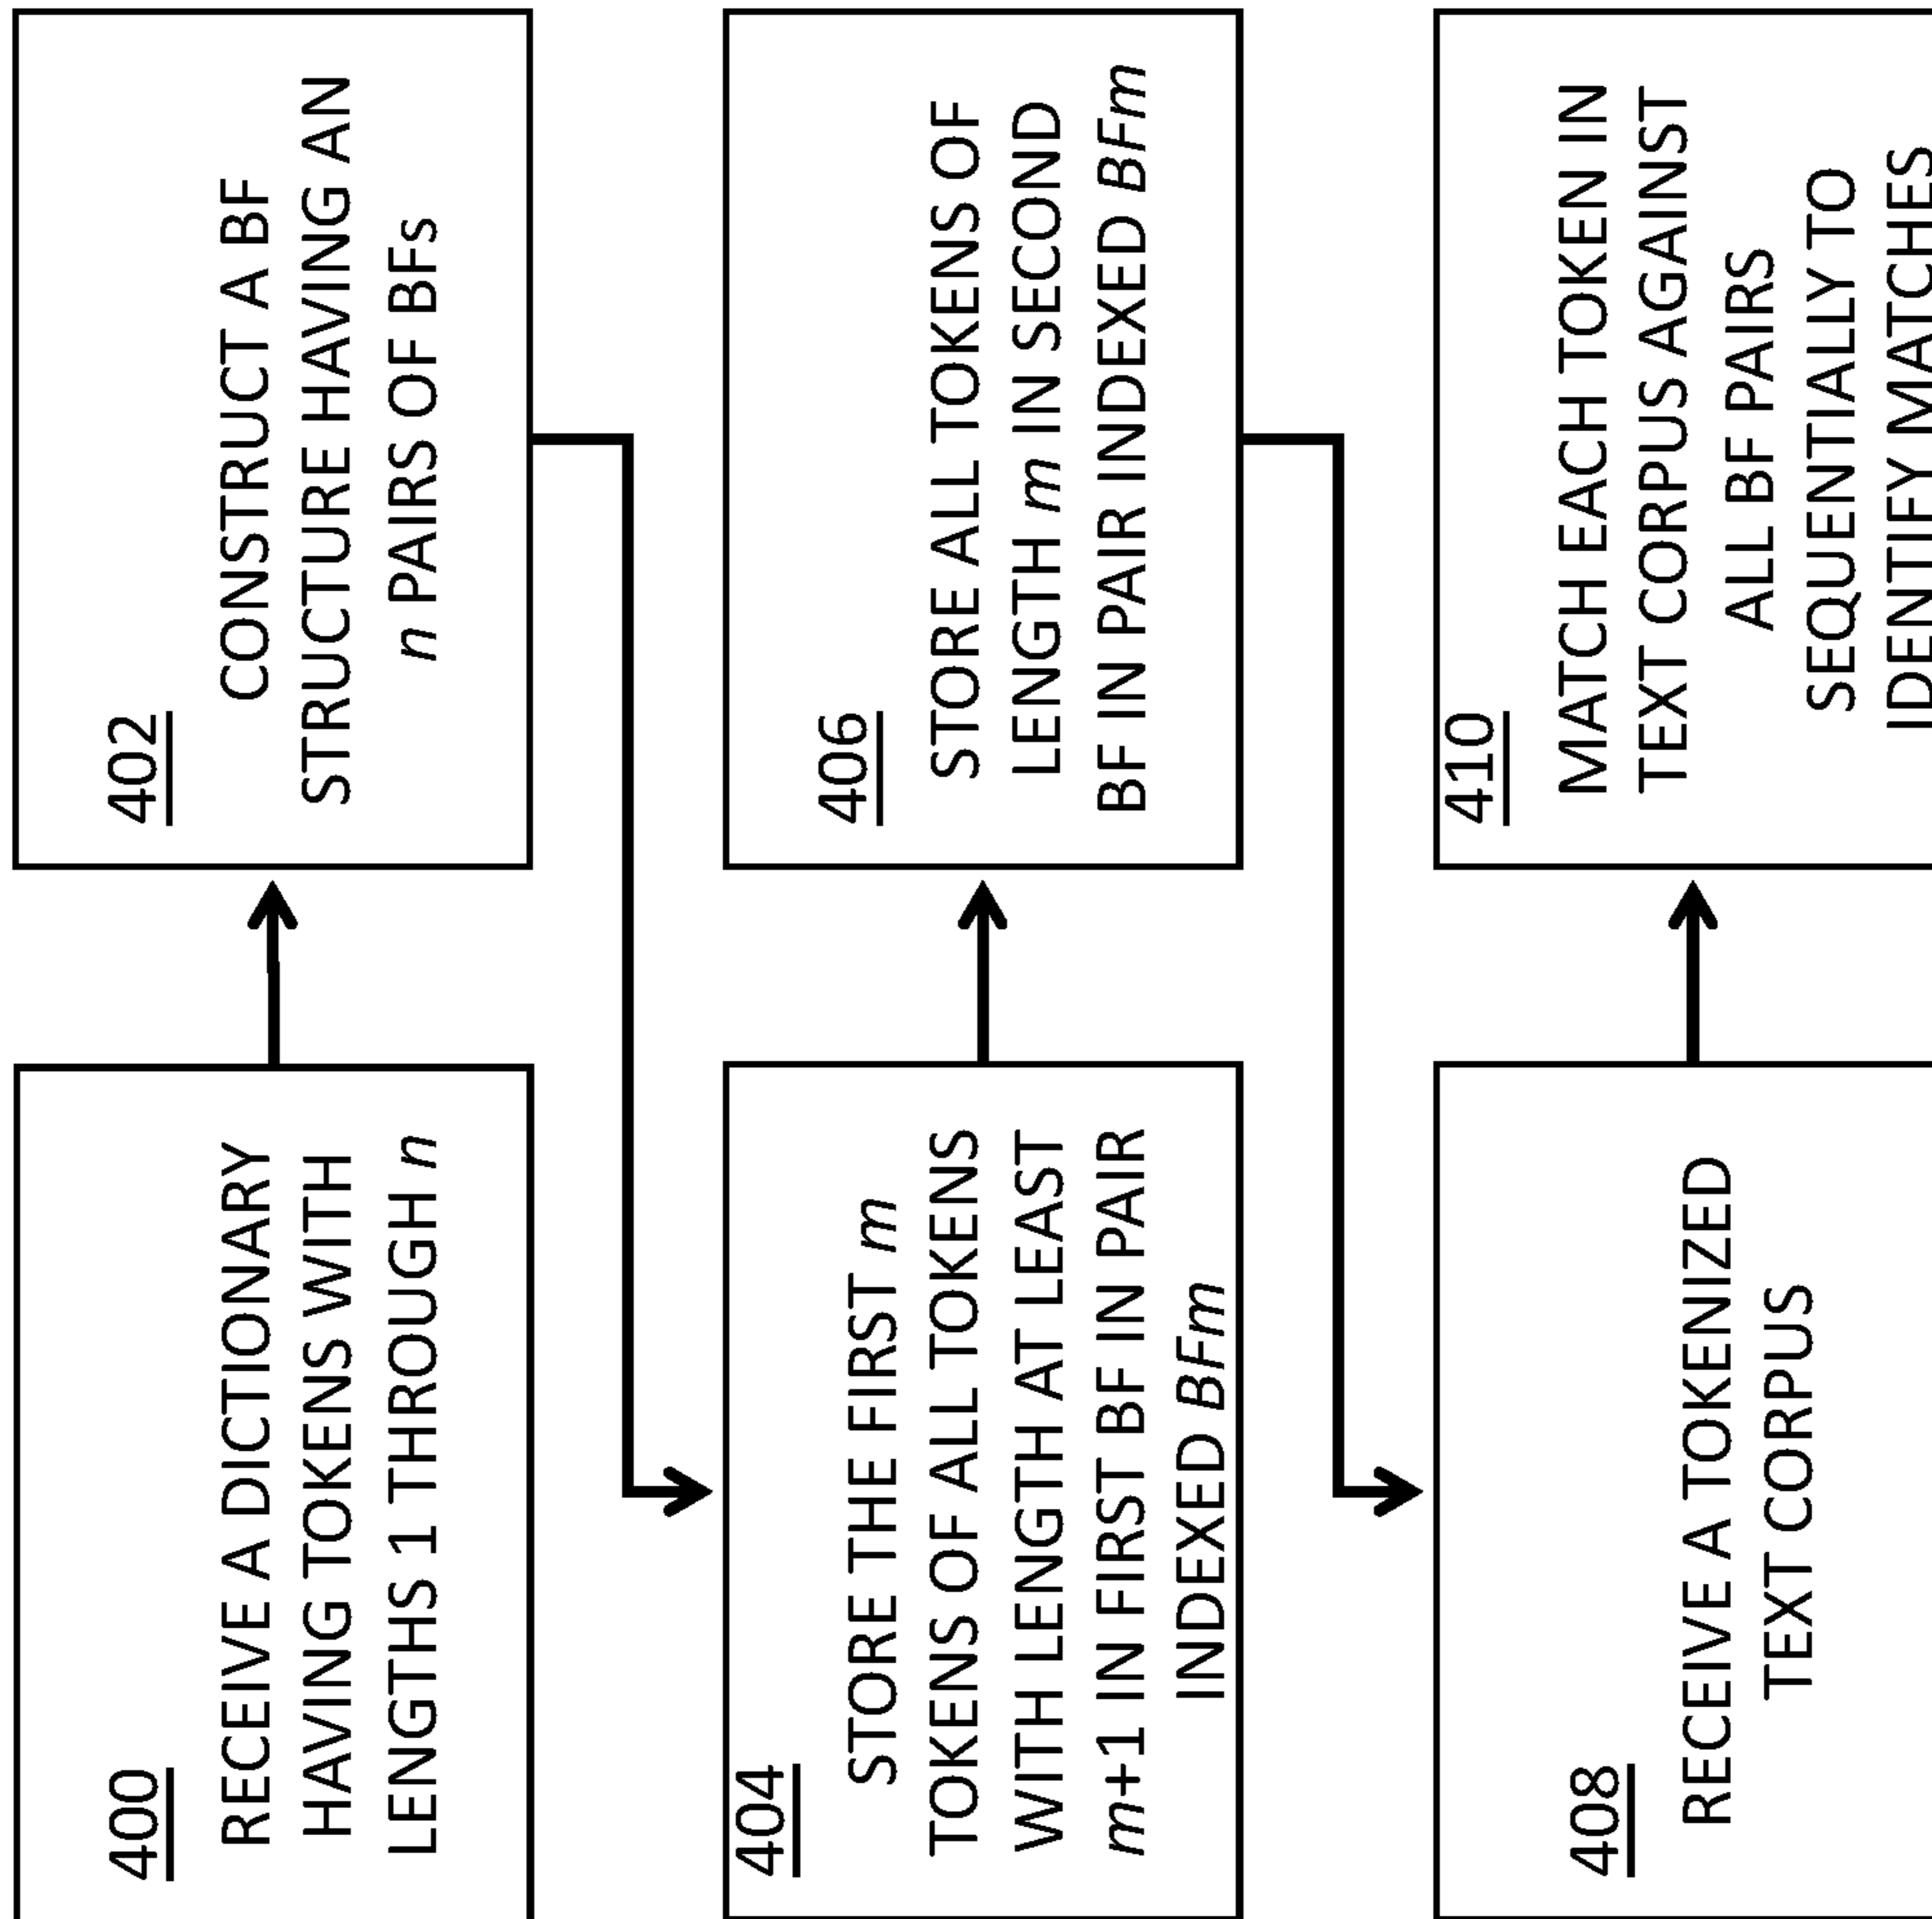 400
RECEIVE A DICTIONARY
HAVING TOKENS WITH
LENGTHS 1 THROUGH n
402
CONSTRUCT A BF
STRUCTURE HAVING AN
n PAIRS OF BFs
404
STORE THE FIRST m
TOKENS OF ALL TOKENS
WITH LENGTH AT LEAST
m+1 IN FIRST BF IN PAIR
INDEXED BFm
406
STORE ALL TOKENS OF
LENGTH m IN SECOND
BF IN PAIR INDEXED BFm
408
RECEIVE A TOKENIZED
TEXT CORPUS
410
MATCH EACH TOKEN IN
TEXT CORPUS AGAINST
ALL BF PAIRS
SEQUENTIALLY TO
IDENTIFY MATCHES